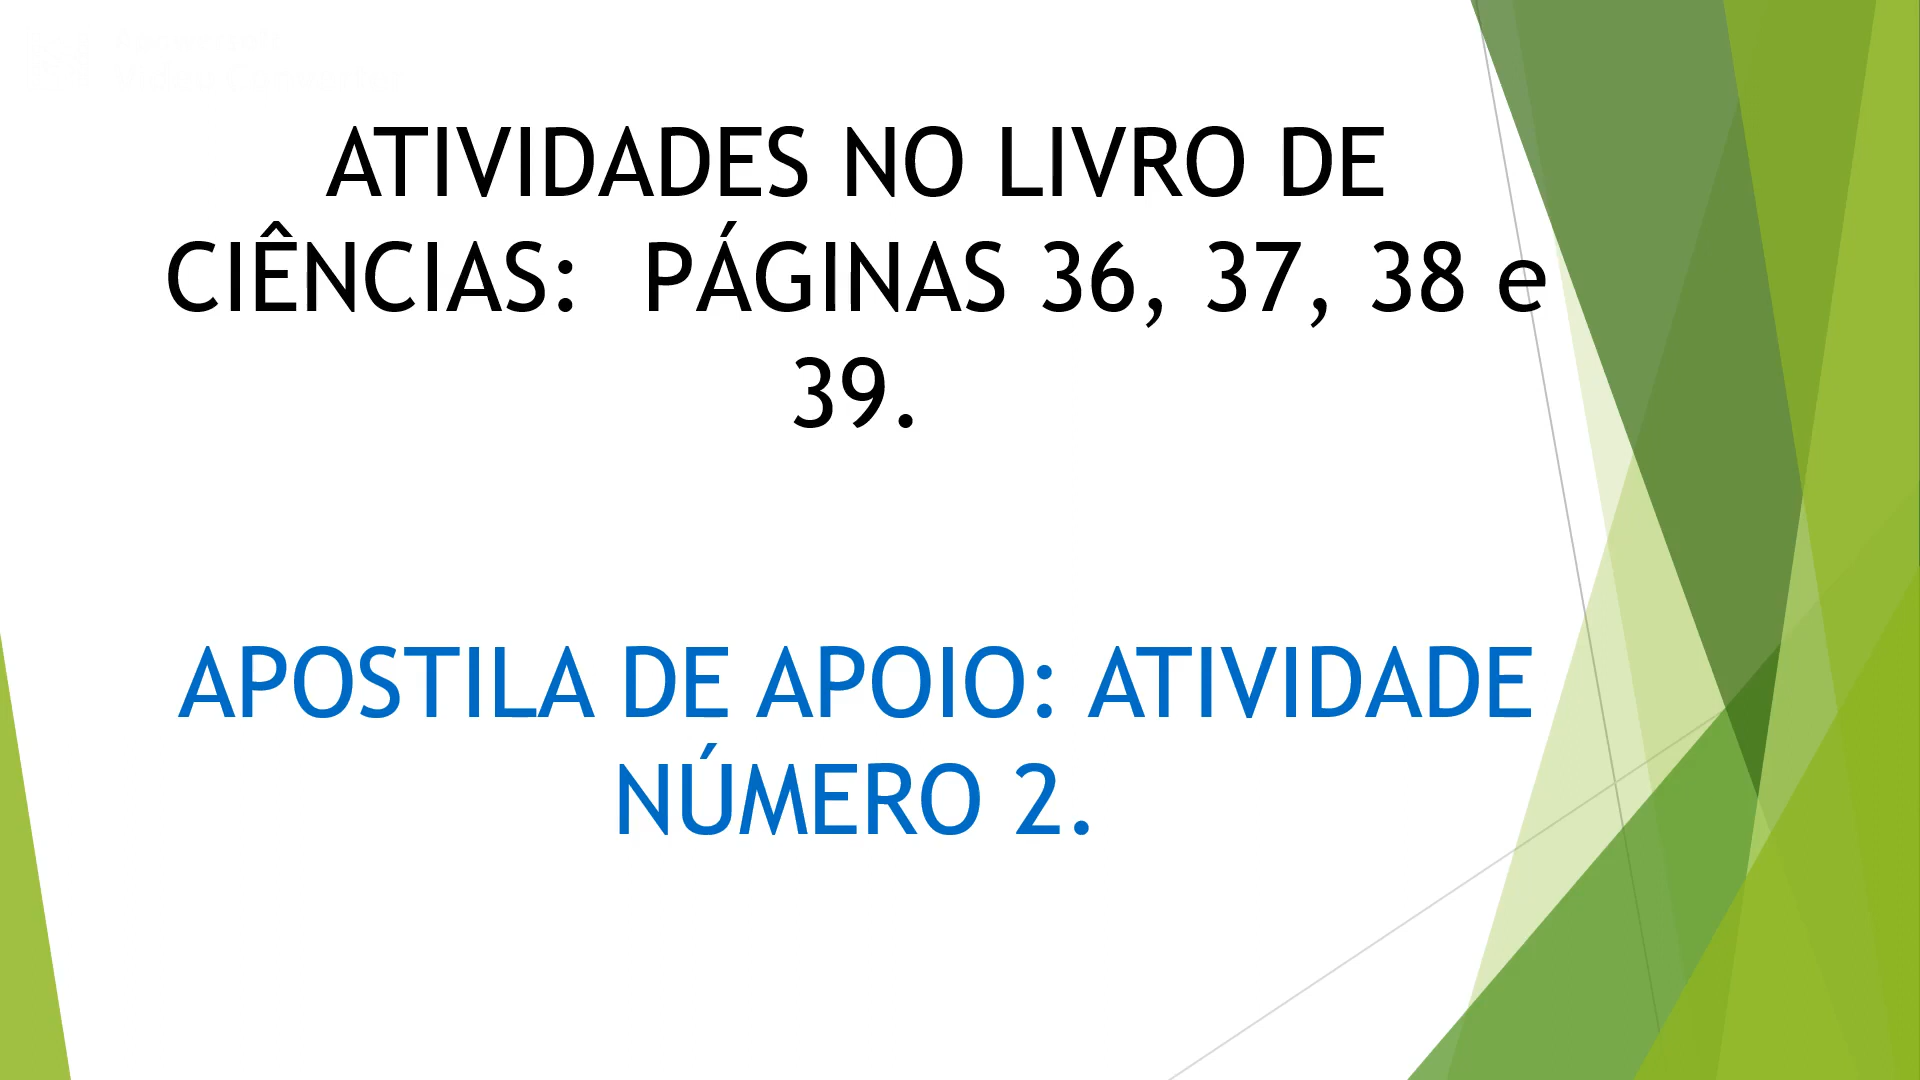 ATIVIDADES NO LIVRO DE
CIÊNCIAS: PÁGINAS 36, 37, 38 e
39.
APOSTILA DE APOIO: ATIVIDADE
NÚMERO 2.